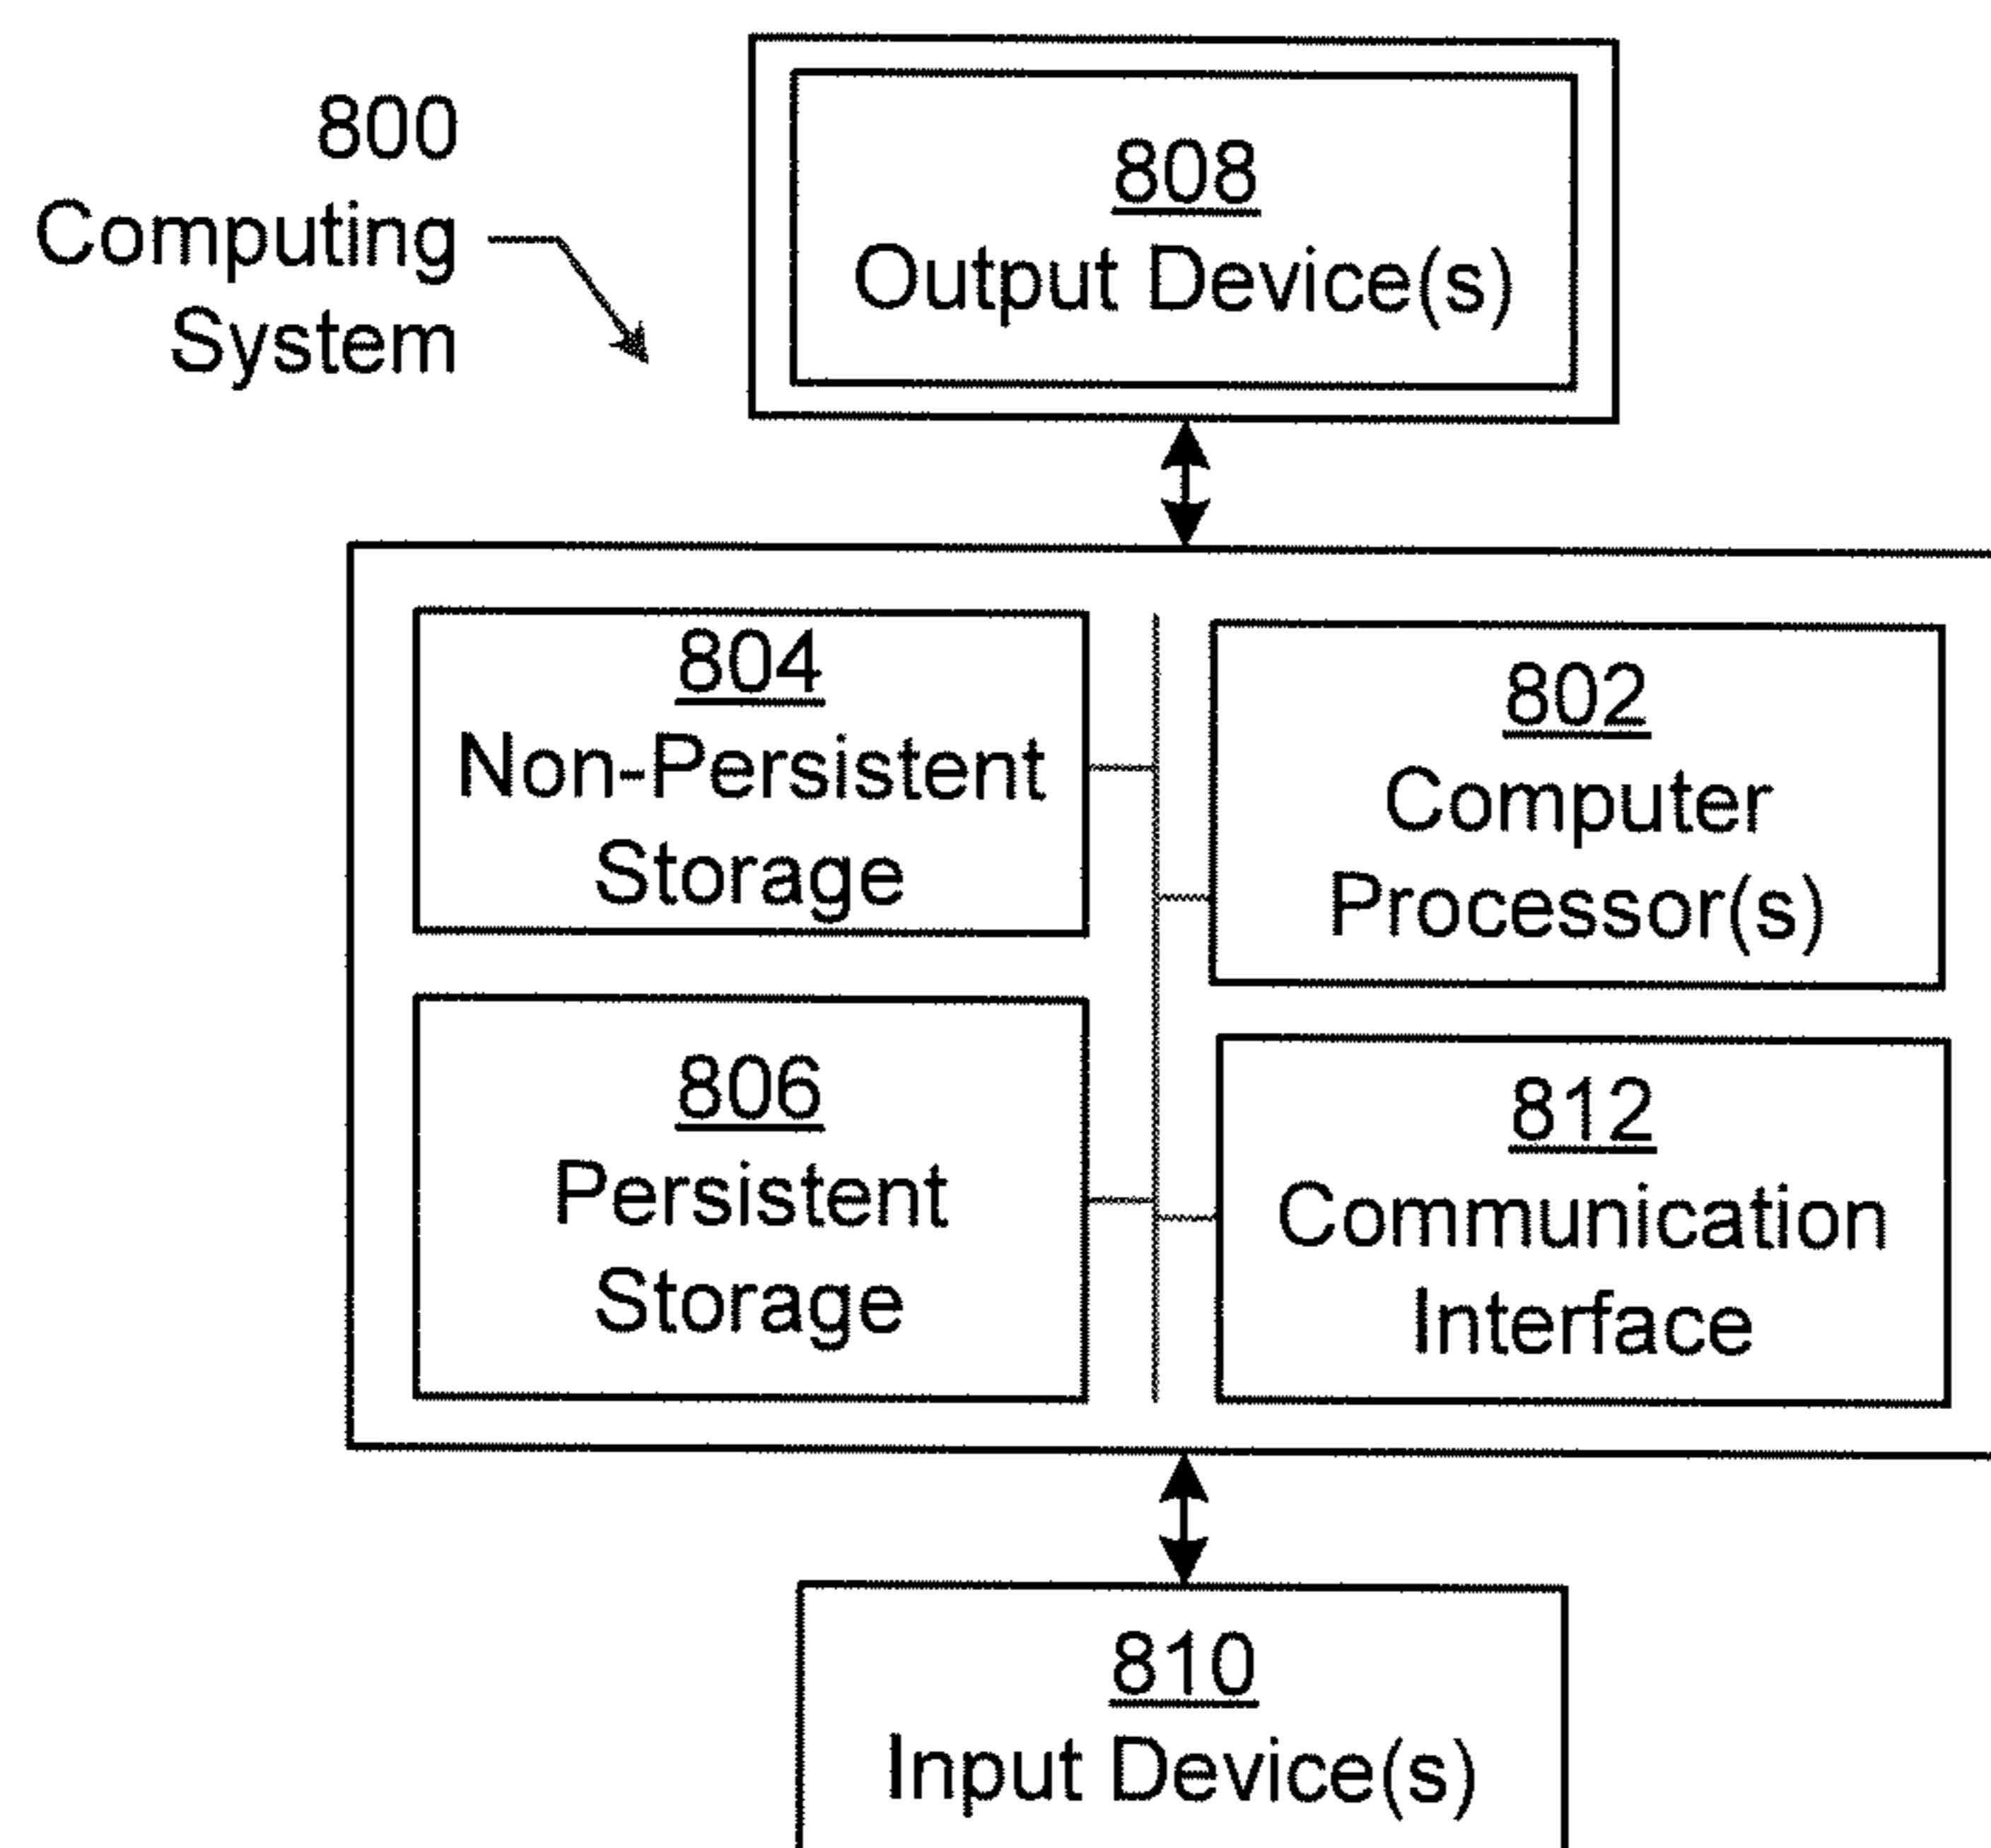 800
Computing
System
808
Output Device(s)
804
Non-Persistent
Storage
802
Computer
Processor(s)
806
Persistent
Storage
812
Communication
Interface
810
Input Device(s)